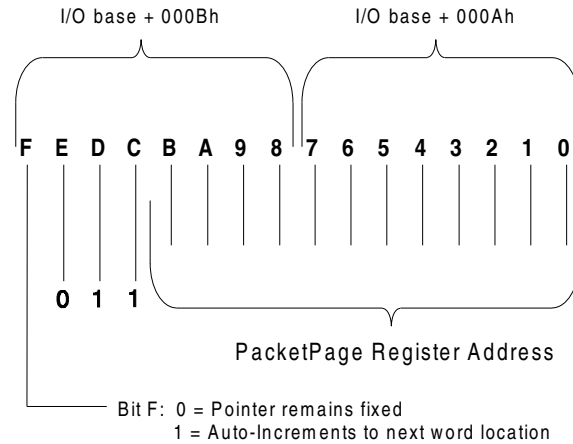 I/O base + 000Bh I/O base + 000Ah
F E D C B A 9 8 7 6 5 4 3 2 1 0
0 1 1
PacketPage Register Address
Bit F: 0 = Pointer remains fixed
1 = Auto-Increments to next word location